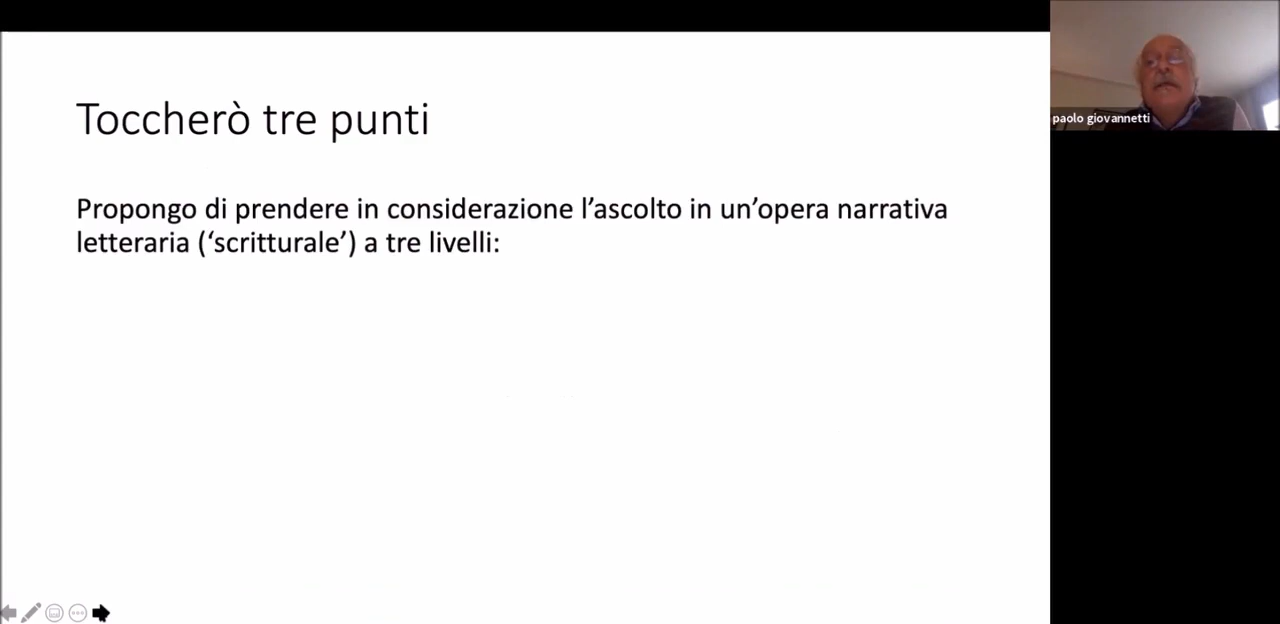 Toccherò tre punti
Propongo di prendere in considerazione l’ascolto in un’opera narrativa
letteraria (‘scritturale’) a tre livelli:
paolo giovannetti